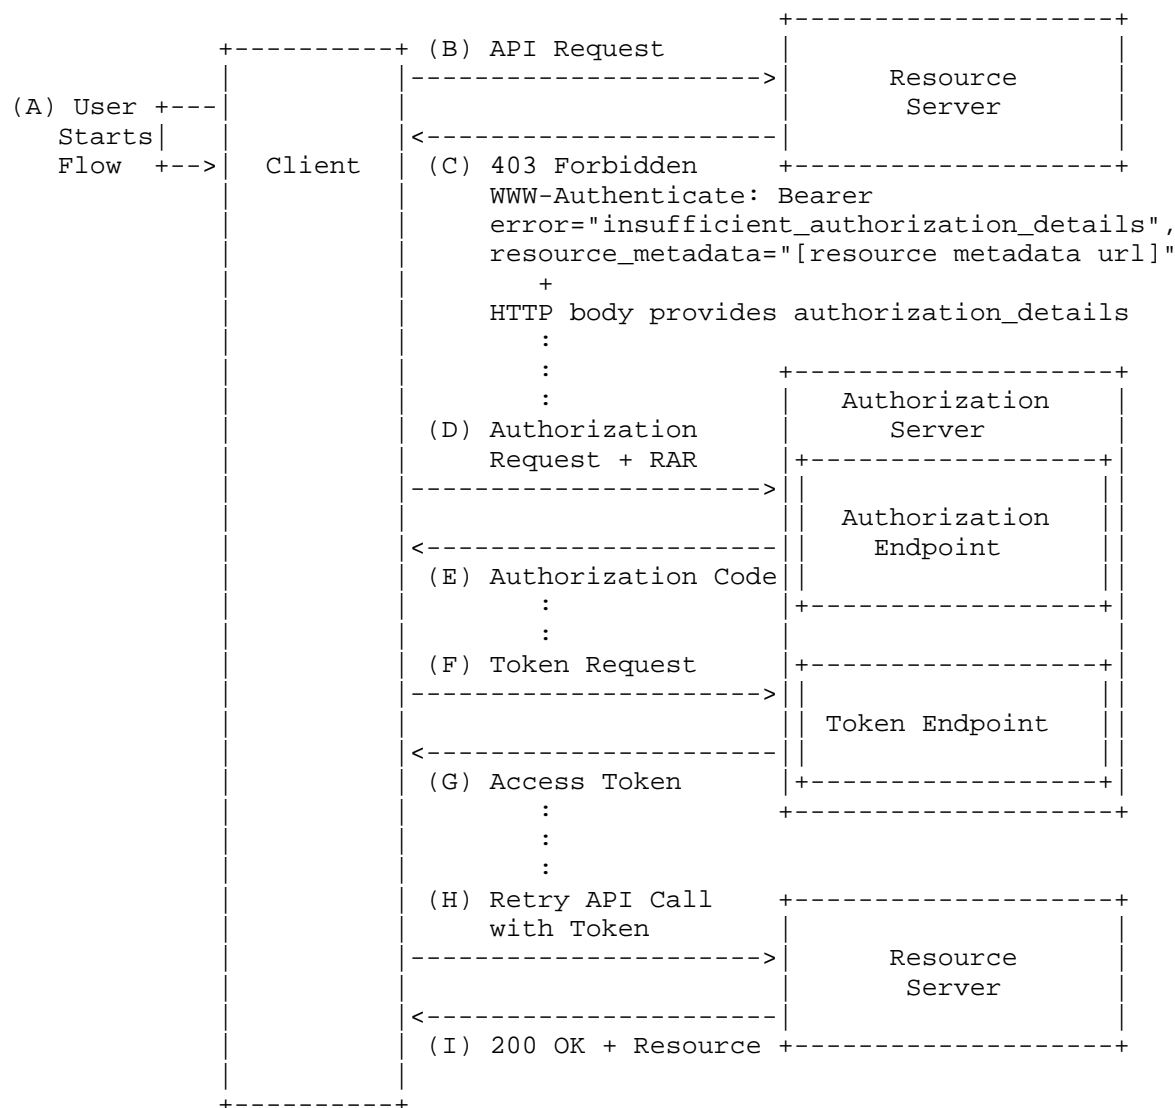 (B) API Request
Resource
(A) User
Server
Starts
Flow
Client
(C) 403 Forbidden
WWW-Authenticate: Bearer
error="insufficient_authorization_details",
resource_metadata="[resource metadata url]"
+
HTTP body provides authorization_details
:
:
:
Authorization
(D) Authorization
Server
Request + RAR
Authorization
Endpoint
(E) Authorization Code
:
:
(F) Token Request
Token Endpoint
(G) Access Token
:
:
:
(H) Retry API Call
with Token
Resource
Server
(I) 200 OK + Resource